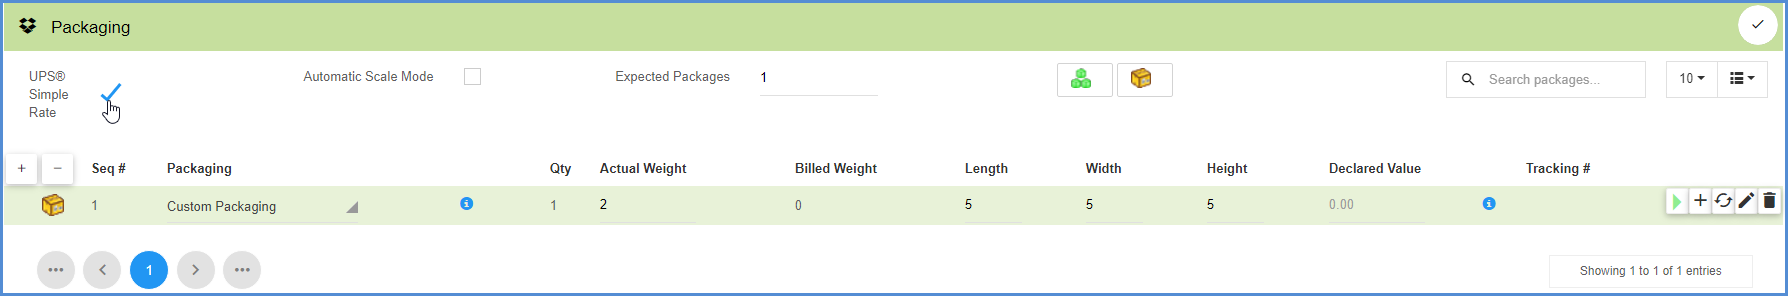 Packaging
UPS®
Simple
Rate
Automatic Scale Mode
Expected Packages
1
Search packages...
10
+ − Seq # Packaging Qty Actual Weight Billed Weight Length Width Height Declared Value Tracking #
1 Custom Packaging 1 2 0 5 5 5 0.00
1
Showing 1 to 1 of 1 entries